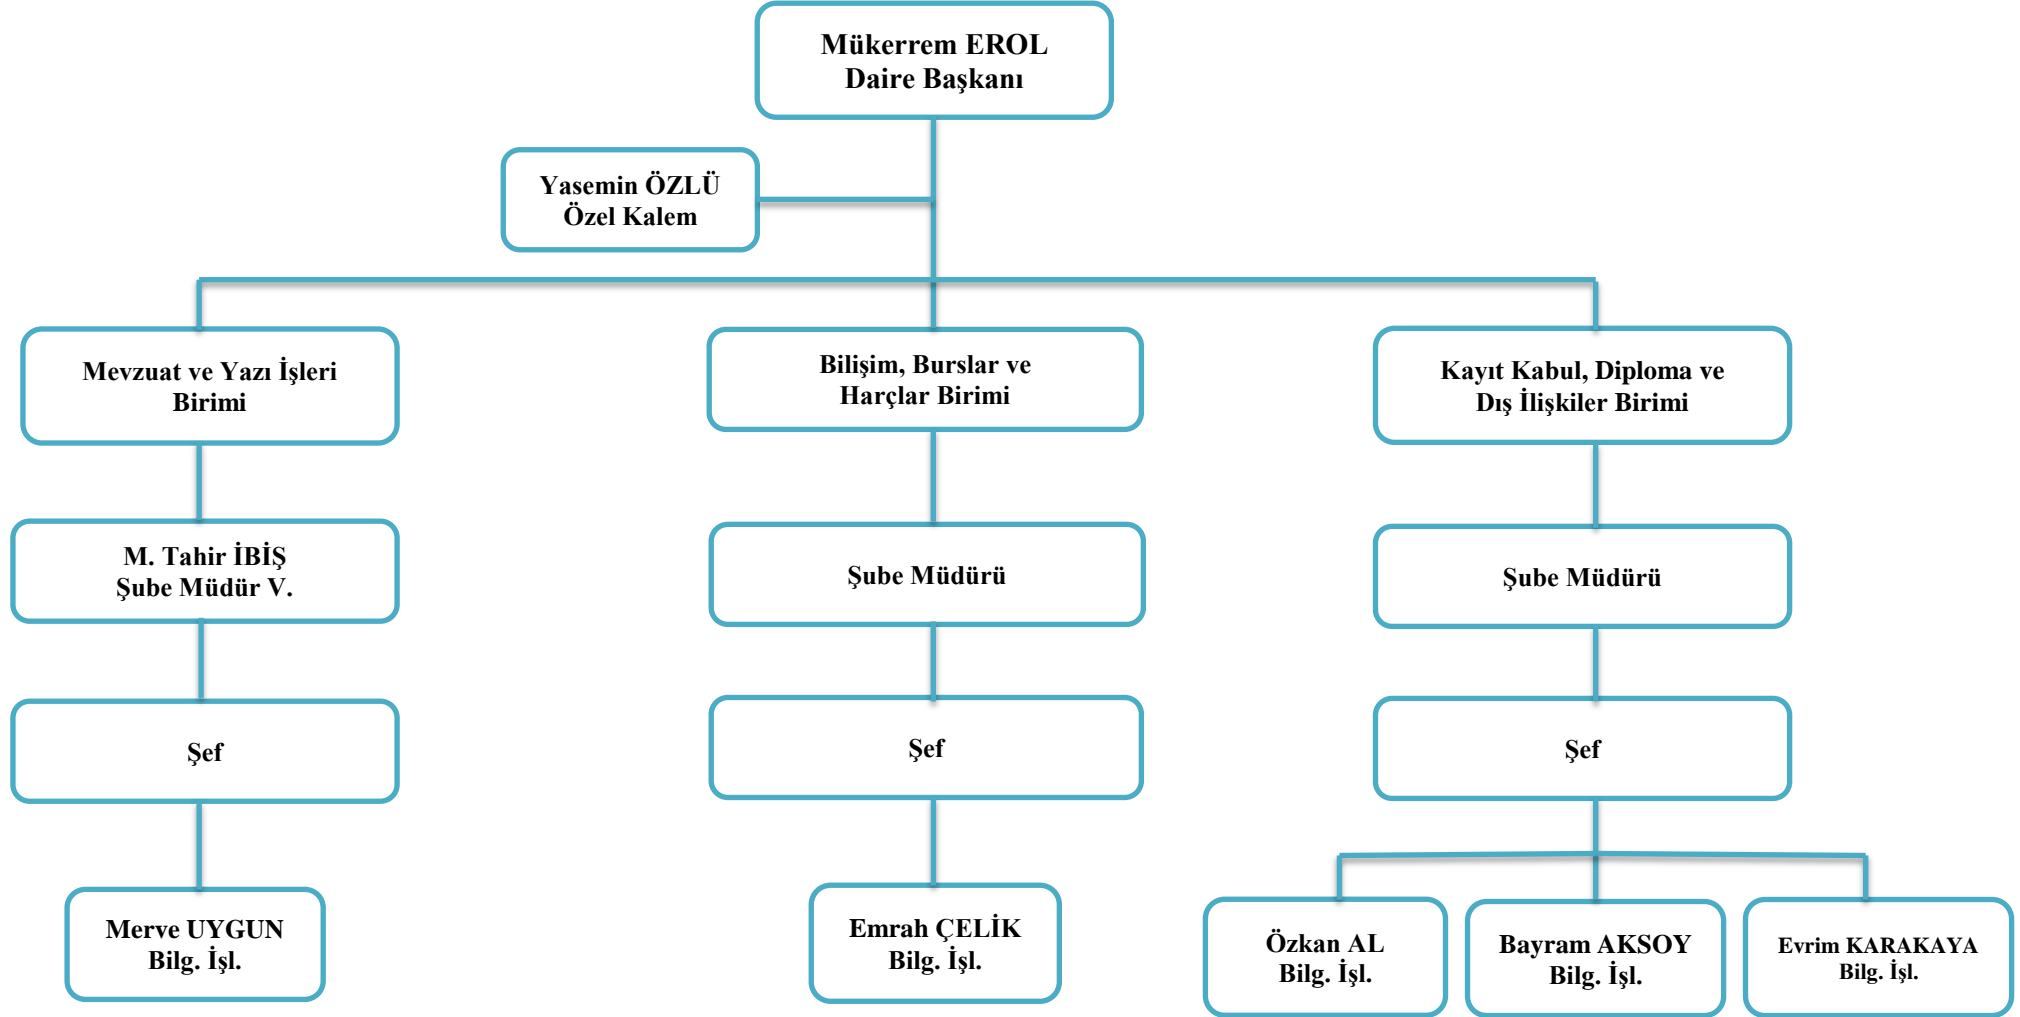 Mükerrem EROL
Daire Başkanı
Yasemin ÖZLÜ
Özel Kalem
Mevzuat ve Yazı İşleri
Birimi
Bilişim, Burslar ve
Harçlar Birimi
Kayıt Kabul, Diploma ve
Dış İlişkiler Birimi
M. Tahir İBİŞ
Şube Müdür V.
Şube Müdürü
Şube Müdürü
Şef
Şef
Şef
Merve UYGUN
Bilg. İşl.
Emrah ÇELİK
Bilg. İşl.
Özkan AL
Bilg. İşl.
Bayram AKSOY
Bilg. İşl.
Evrim KARAKAYA
Bilg. İşl.